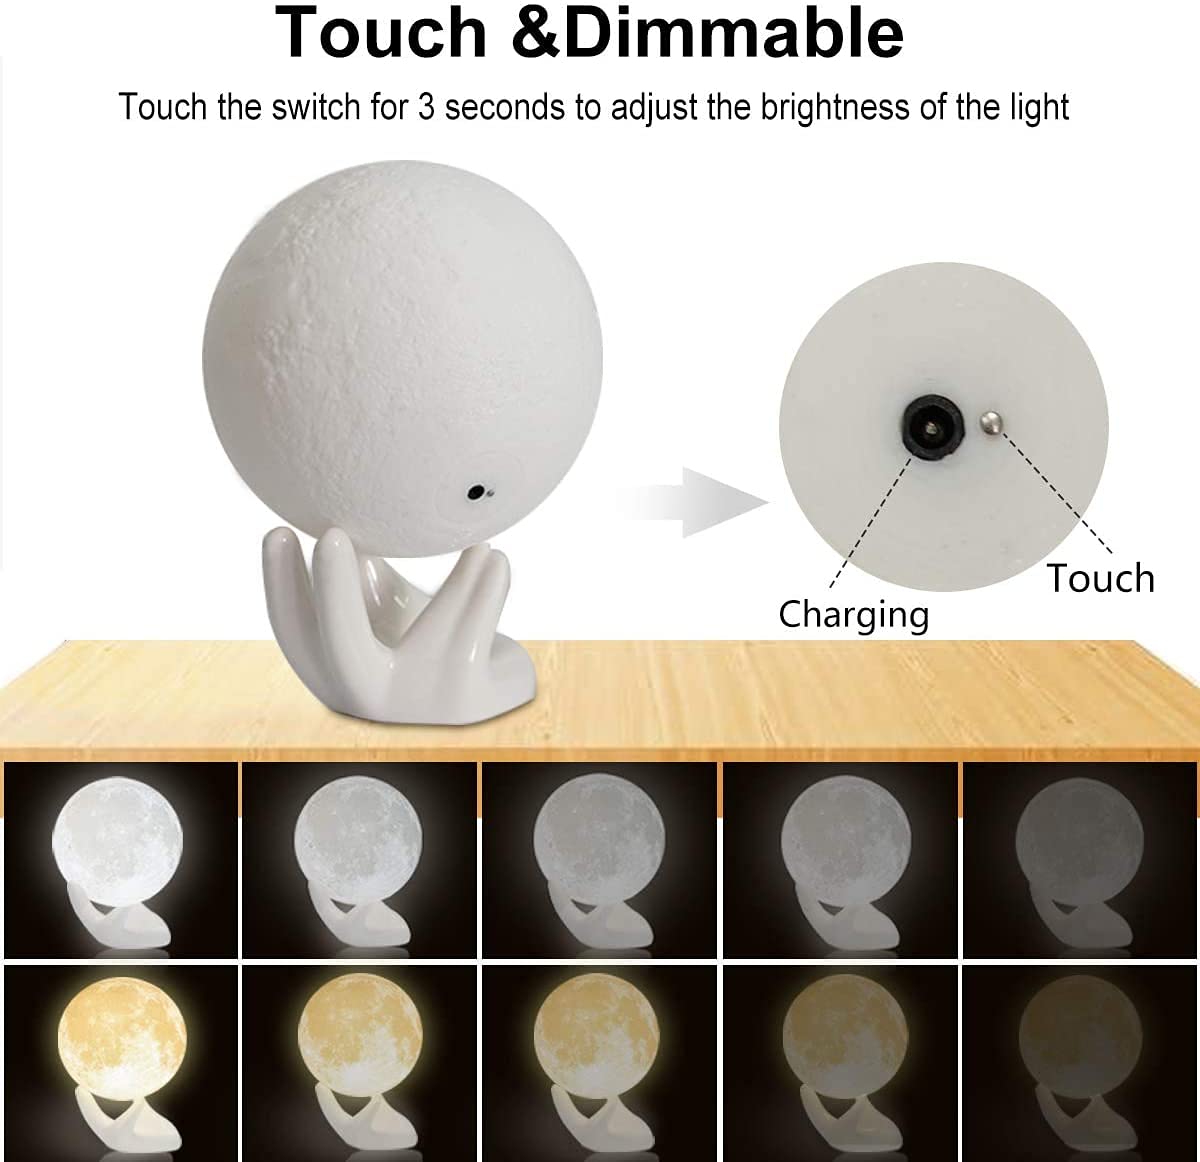 Touch &Dimmable
Touch the switch for 3 seconds to adjust the brightness of the light
Touch
Charging